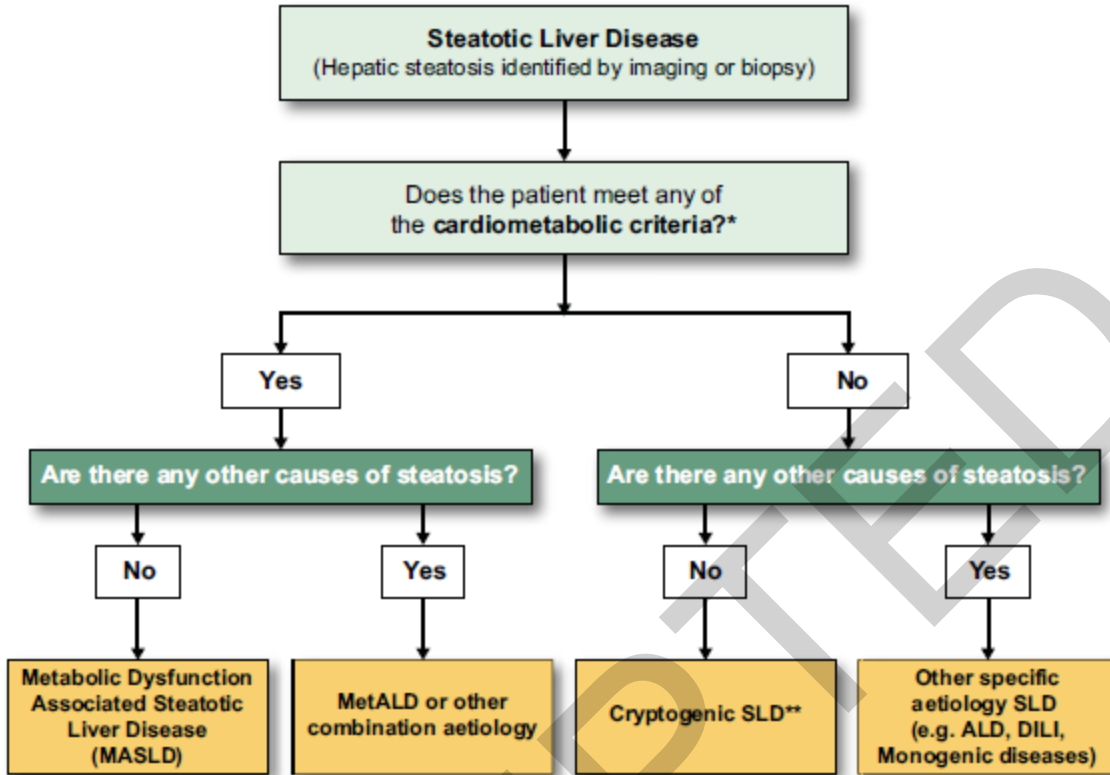 Steatotic Liver Disease
(Hepatic steatosis identified by imaging or biopsy)
Does the patient meet any of
the cardiometabolic criteria?*
Yes
No
Are there any other causes of steatosis?
Are there any other causes of steatosis?
No
Yes
No
Yes
Metabolic Dysfunction
Associated Steatotic
Liver Disease
(MASLD)
MetALD or other
combination aetiology
Cryptogenic SLD**
Other specific
aetiology SLD
(e.g. ALD, DILI,
Monogenic diseases)
PTED